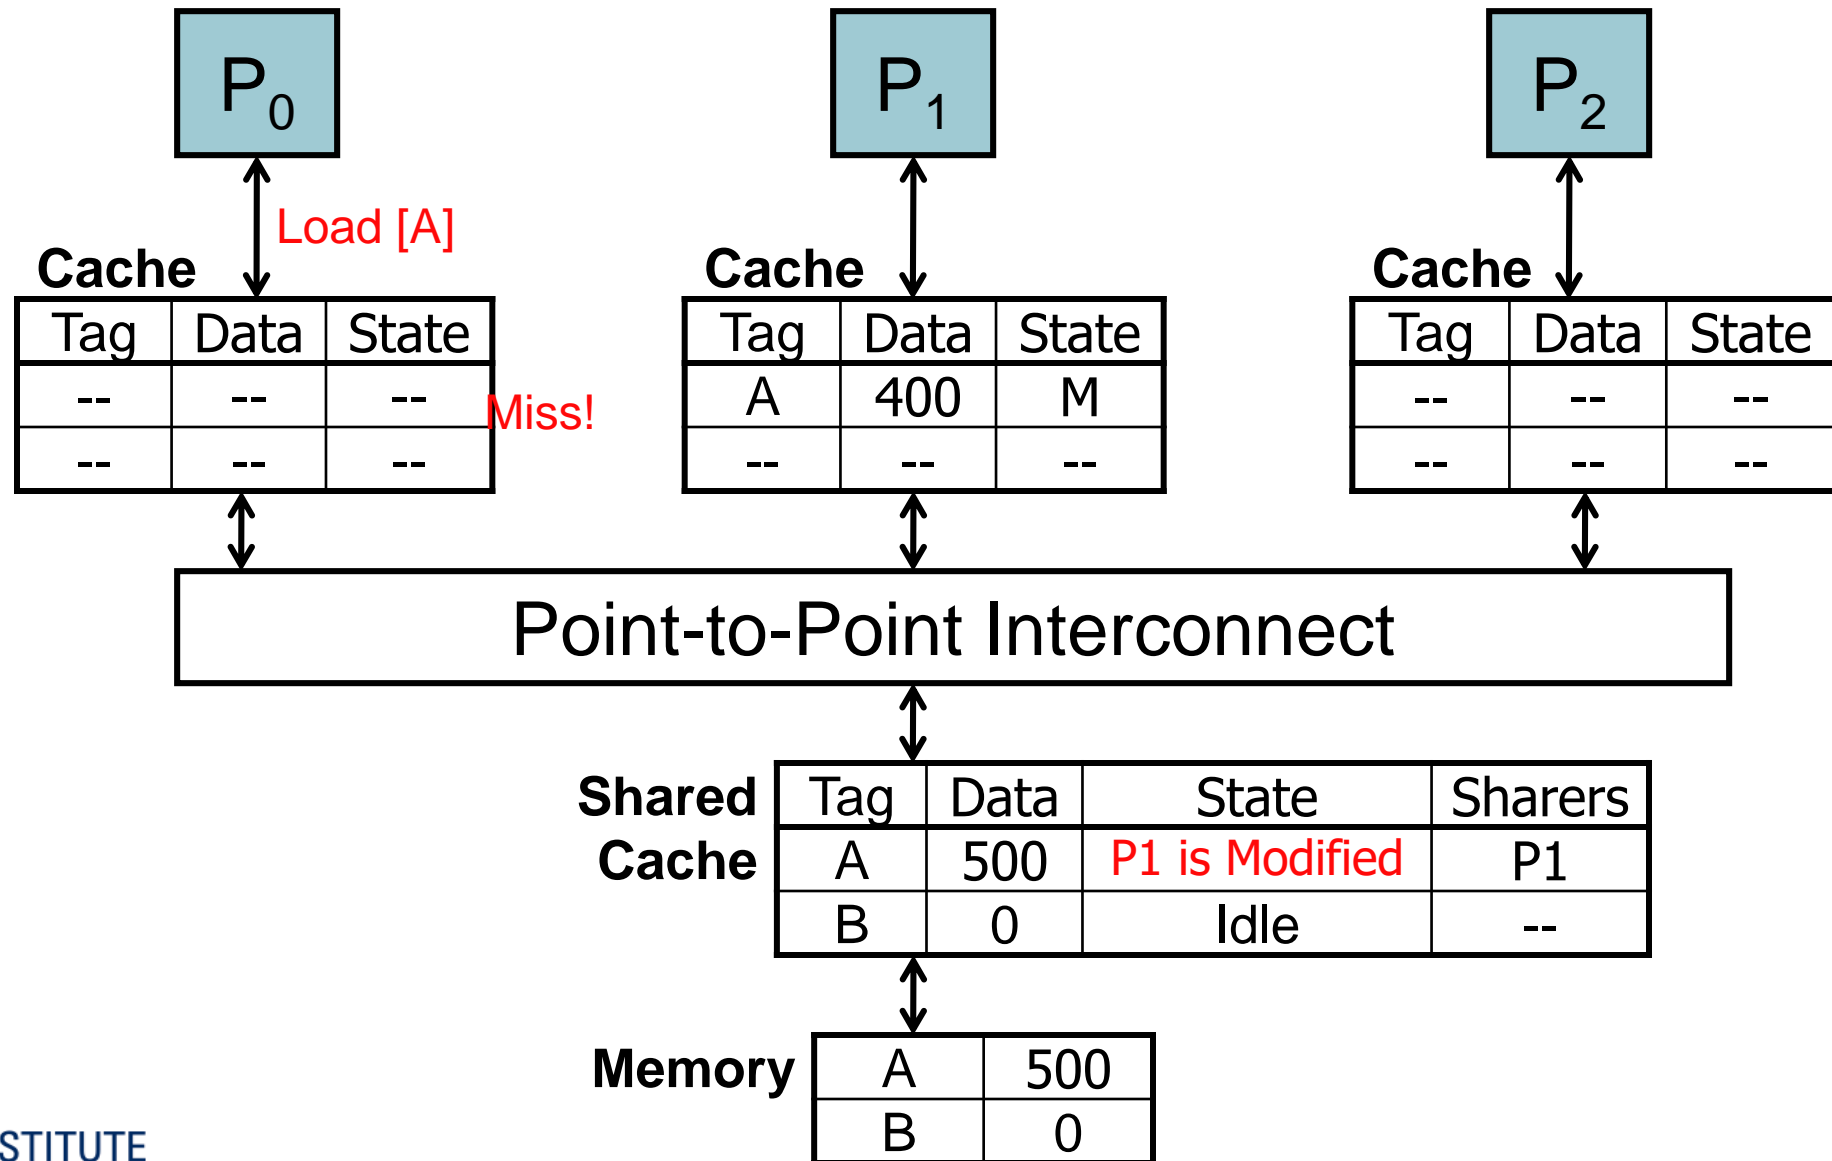 P0 P1 P2
Load [A]
Cache Cache Cache
Tag Data State Tag Data State Tag Data State
-- -- -- Miss! A 400 M -- -- --
-- -- -- -- -- -- -- -- --
Point-to-Point Interconnect
Shared Tag Data State Sharers
Cache A 500 P1 is Modified P1
B 0 Idle --
Memory A 500
B 0
STITUTE